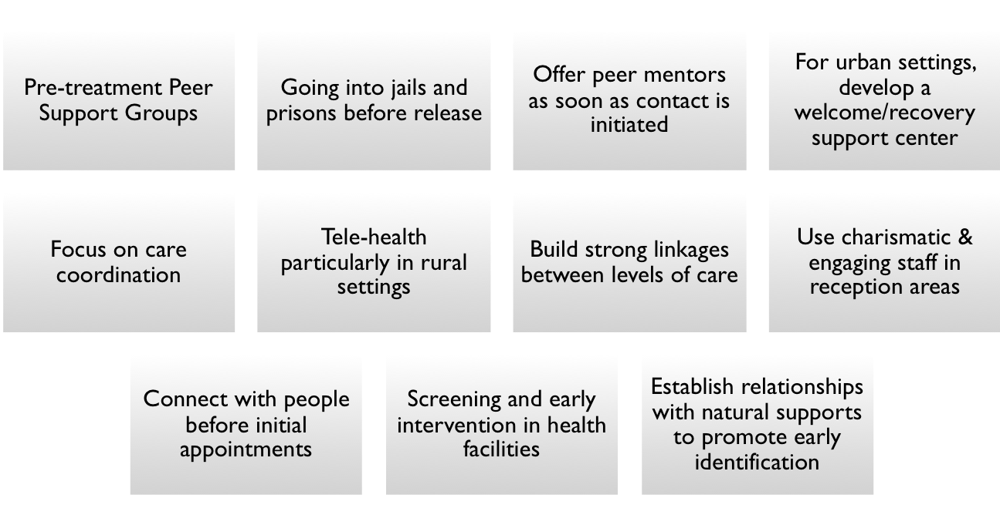 Pre-treatment Peer
Support Groups
Going into jails and
prisons before release
Offer peer mentors
as soon as contact is
initiated
For urban settings,
develop a
welcome/recovery
support center
Focus on care
coordination
Tele-health
particularly in rural
settings
Build strong linkages
between levels of care
Use charismatic &
engaging staff in
reception areas
Connect with people
before initial
appointments
Screening and early
intervention in health
facilities
Establish relationships
with natural supports
to promote early
identification